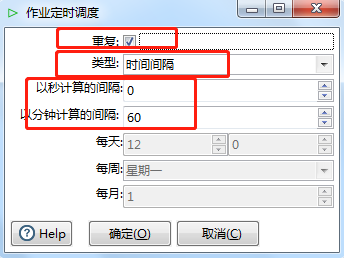 作业定时调度
重复:
类型: 时间间隔
以秒计算的间隔: 0
以分钟计算的间隔: 60
每天: 12 0
每周: 星期一
每月: 1
Help 确定(O) 取消(C)